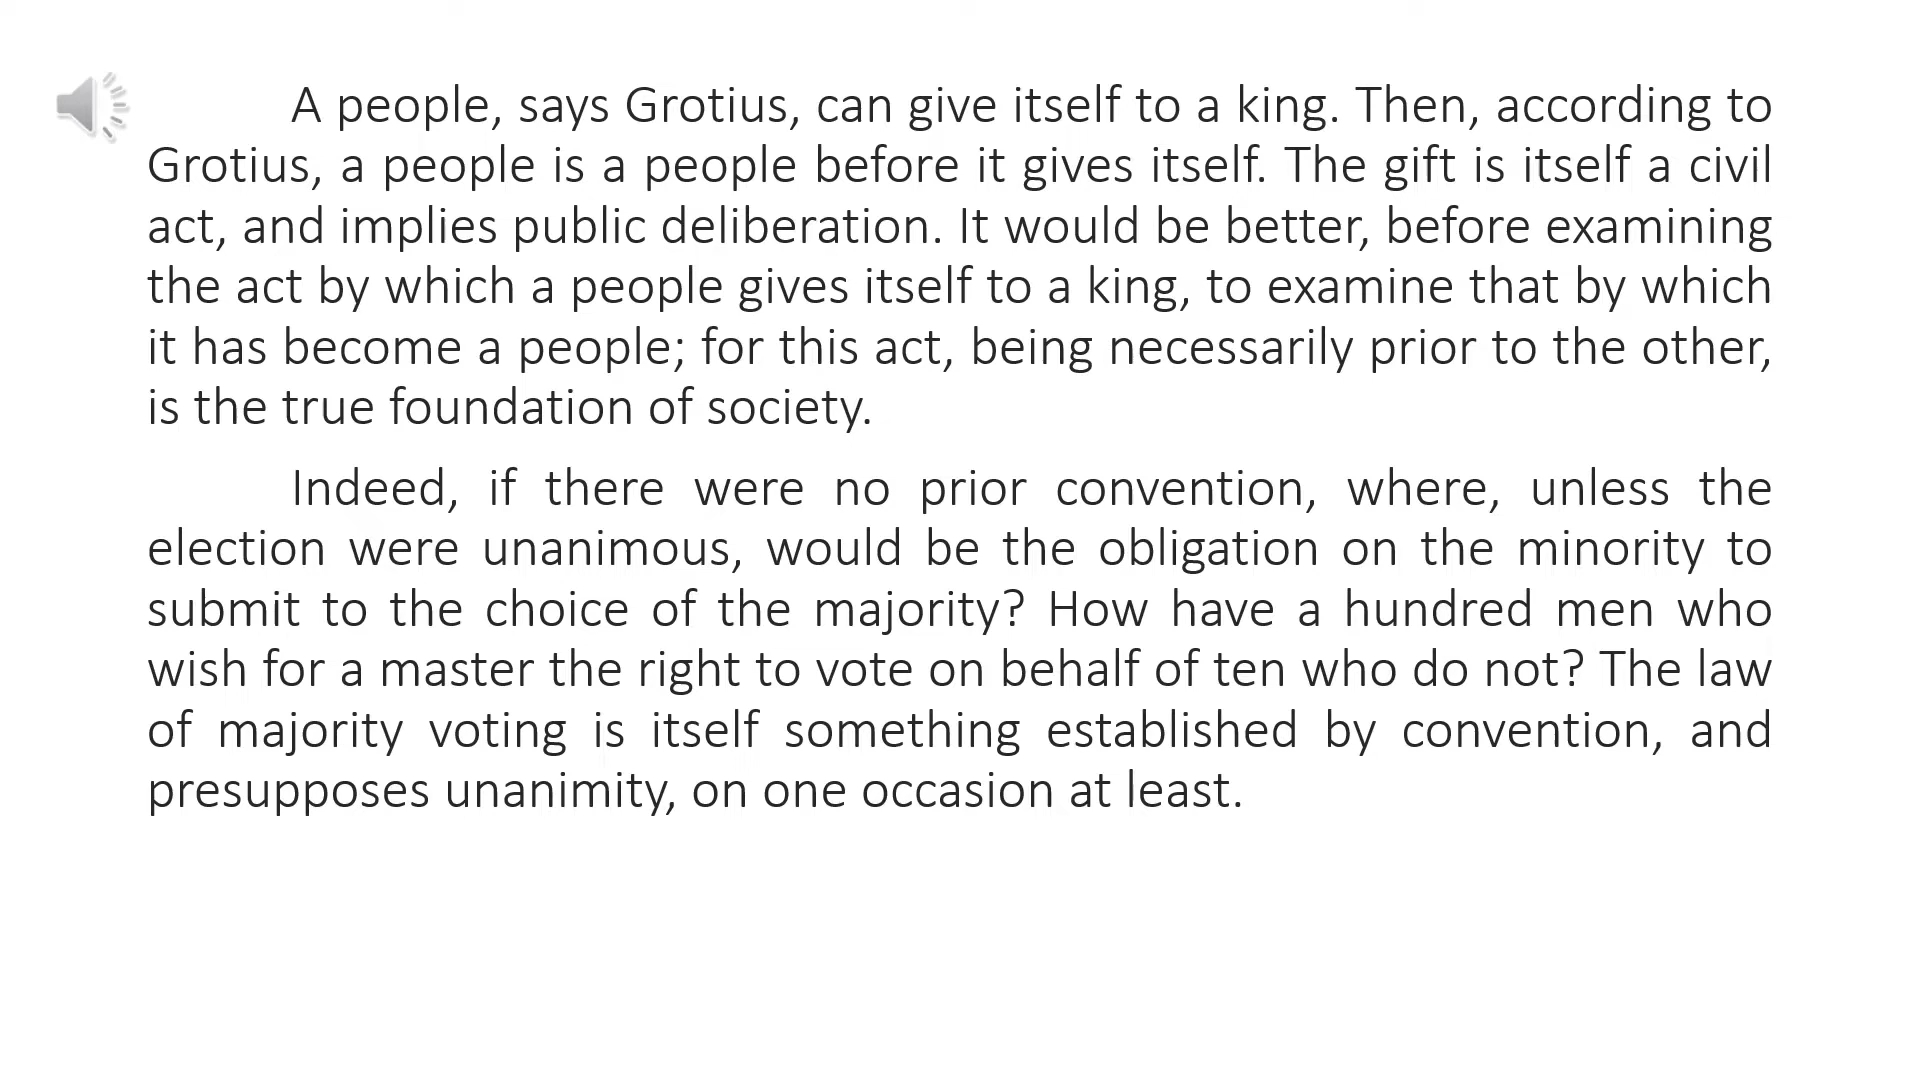 A people, says Grotius, can give itself to a king. Then, according to
Grotius, a people is a people before it gives itself. The gift is itself a civil
act, and implies public deliberation. It would be better, before examining
the act by which a people gives itself to a king, to examine that by which
it has become a people; for this act, being necessarily prior to the other,
is the true foundation of society.
Indeed, if there were no prior convention, where, unless the
election were unanimous, would be the obligation on the minority to
submit to the choice of the majority? How have a hundred men who
wish for a master the right to vote on behalf of ten who do not? The law
of majority voting is itself something established by convention, and
presupposes unanimity, on one occasion at least.